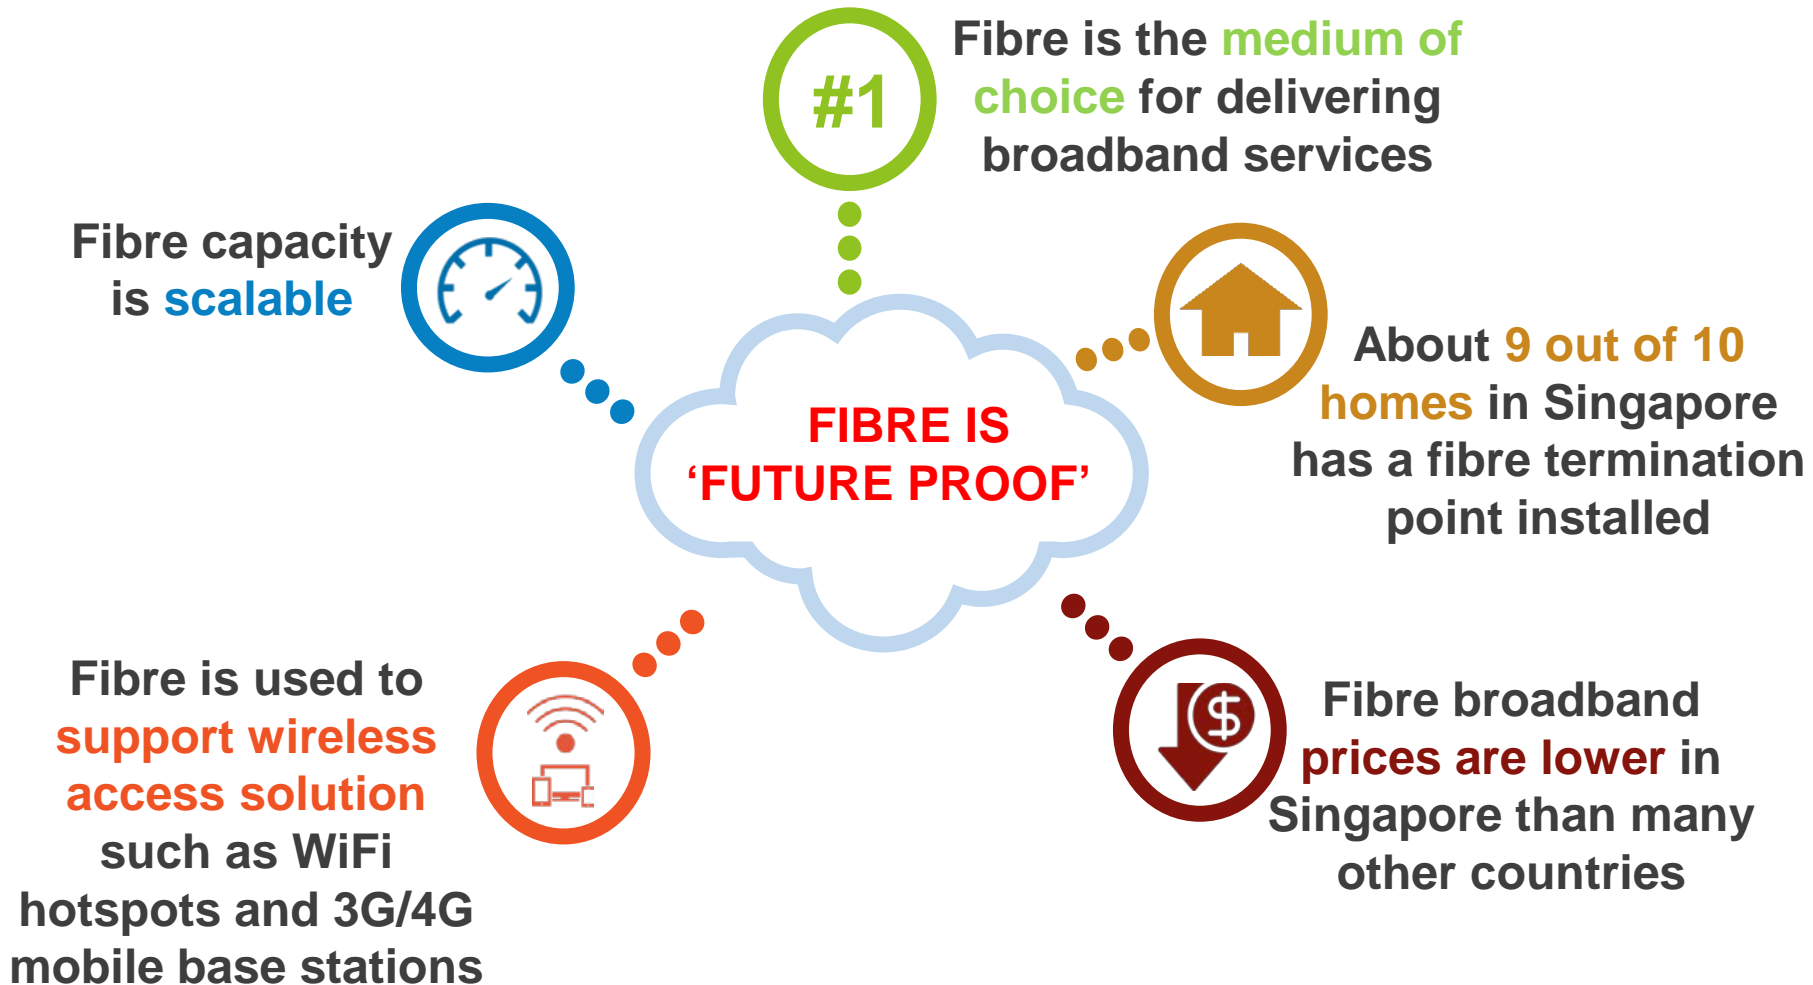 #1
Fibre is the medium of
choice for delivering
broadband services
Fibre capacity
is scalable
About 9 out of 10
homes in Singapore
has a fibre termination
point installed
FIBRE IS
‘FUTURE PROOF’
Fibre is used to
support wireless
access solution
such as WiFi
hotspots and 3G/4G
mobile base stations
$
Fibre broadband
prices are lower in
Singapore than many
other countries